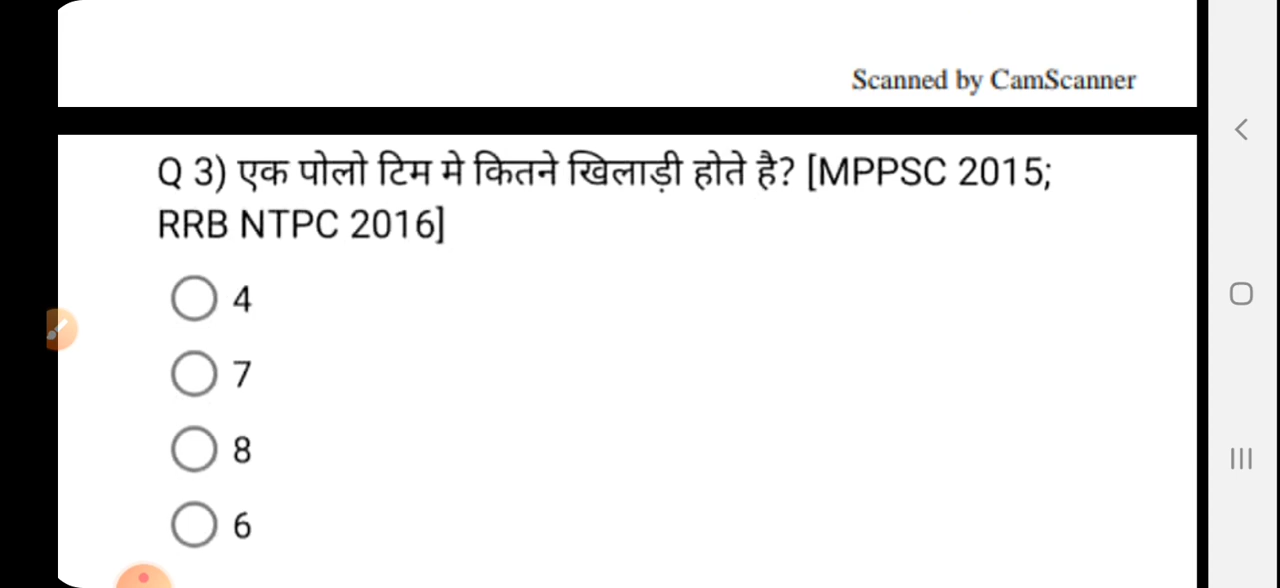 Scanned by CamScanner
Q 3) एक पोलो टिम मे कितने खिलाड़ी होते है? [MPPSC 2015;
RRB NTPC 2016]
4
7
8
6